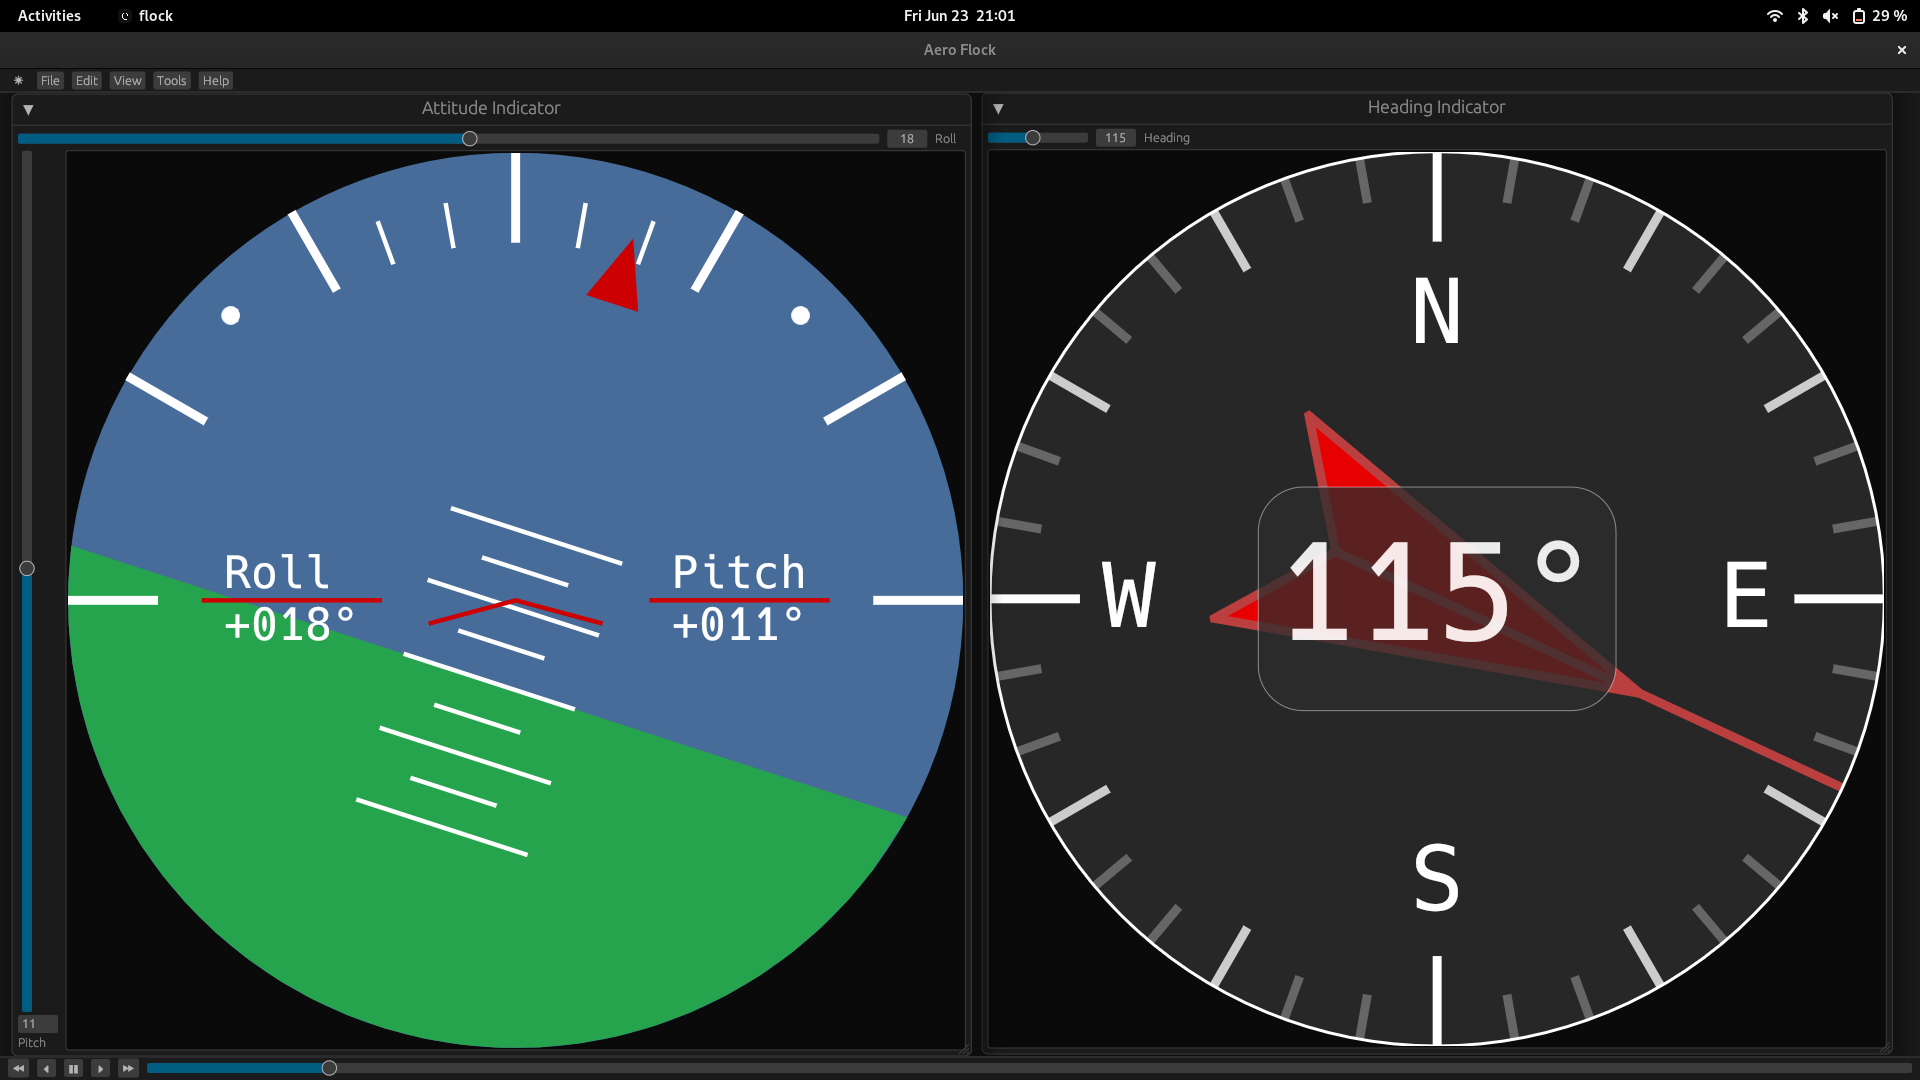 Activities flock Fri Jun 23 21:01 29 %
Aero Flock
File Edit View Tools Help
Attitude Indicator
18 Roll
Roll
+018°
Pitch
+011°
11
Pitch
Heading Indicator
115 Heading
N
W 115° E
S